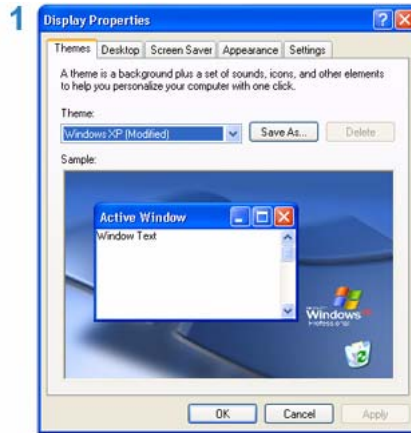 1
Display Properties
Themes Desktop Screen Saver Appearance Settings
A theme is a background plus a set of sounds, icons, and other elements
to help you personalize your computer with one click.
Theme:
Windows XP (Modified) Save As... Delete
Sample:
Active Window
Window Text
Windows
Professional
OK Cancel Apply